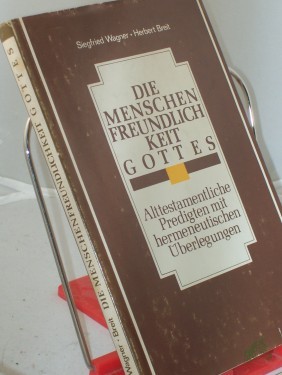 Siegfried Wagner • Herbert Breit
DIE
MENSCHEN
FREUNDLICH
KEIT
GOTTES
Alttestamentliche
Predigten mit
hermeneutischen
Überlegungen
Wagner • Breit DIE MENSCHENFREUNDLICHKEIT GOTTES